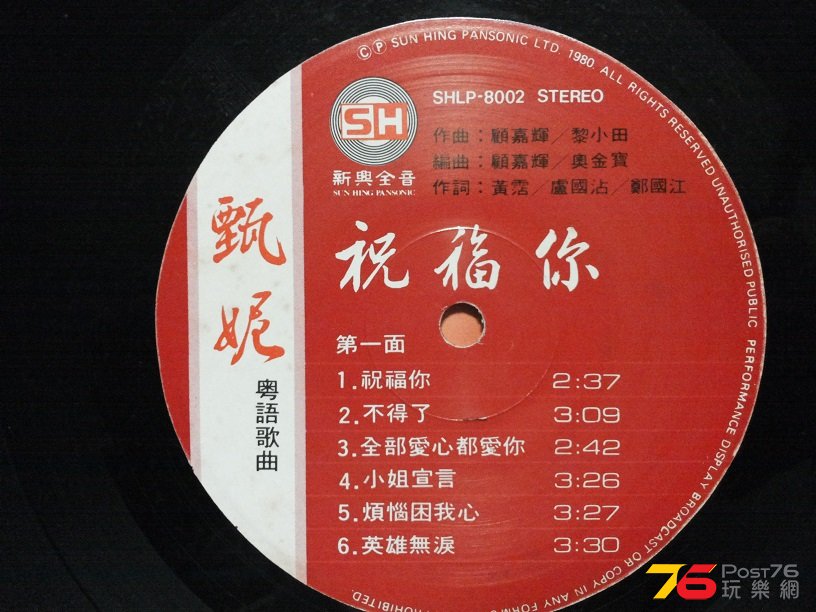 ⒸⓅ SUN HING PANSONIC LTD. 1980. ALL RIGHTS RESERVED UNAUTHORISED PUBLIC PERFORMANCE DISPLAY BROADCAST OR COPY IN ANY FORM
PROHIBITED.
SH
新興全音
SUN HING PANSONIC
SHLP-8002 STEREO
作曲：顧嘉輝／黎小田
編曲：顧嘉輝／奧金寶
作詞：黃霑／盧國沾／鄭國江
甄妮
粵語歌曲
祝福你
第一面
1.祝福你 2:37
2.不得了 3:09
3.全部愛心都愛你 2:42
4.小姐宣言 3:26
5.煩惱困我心 3:27
6.英雄無淚 3:30
76 Post76
玩樂網